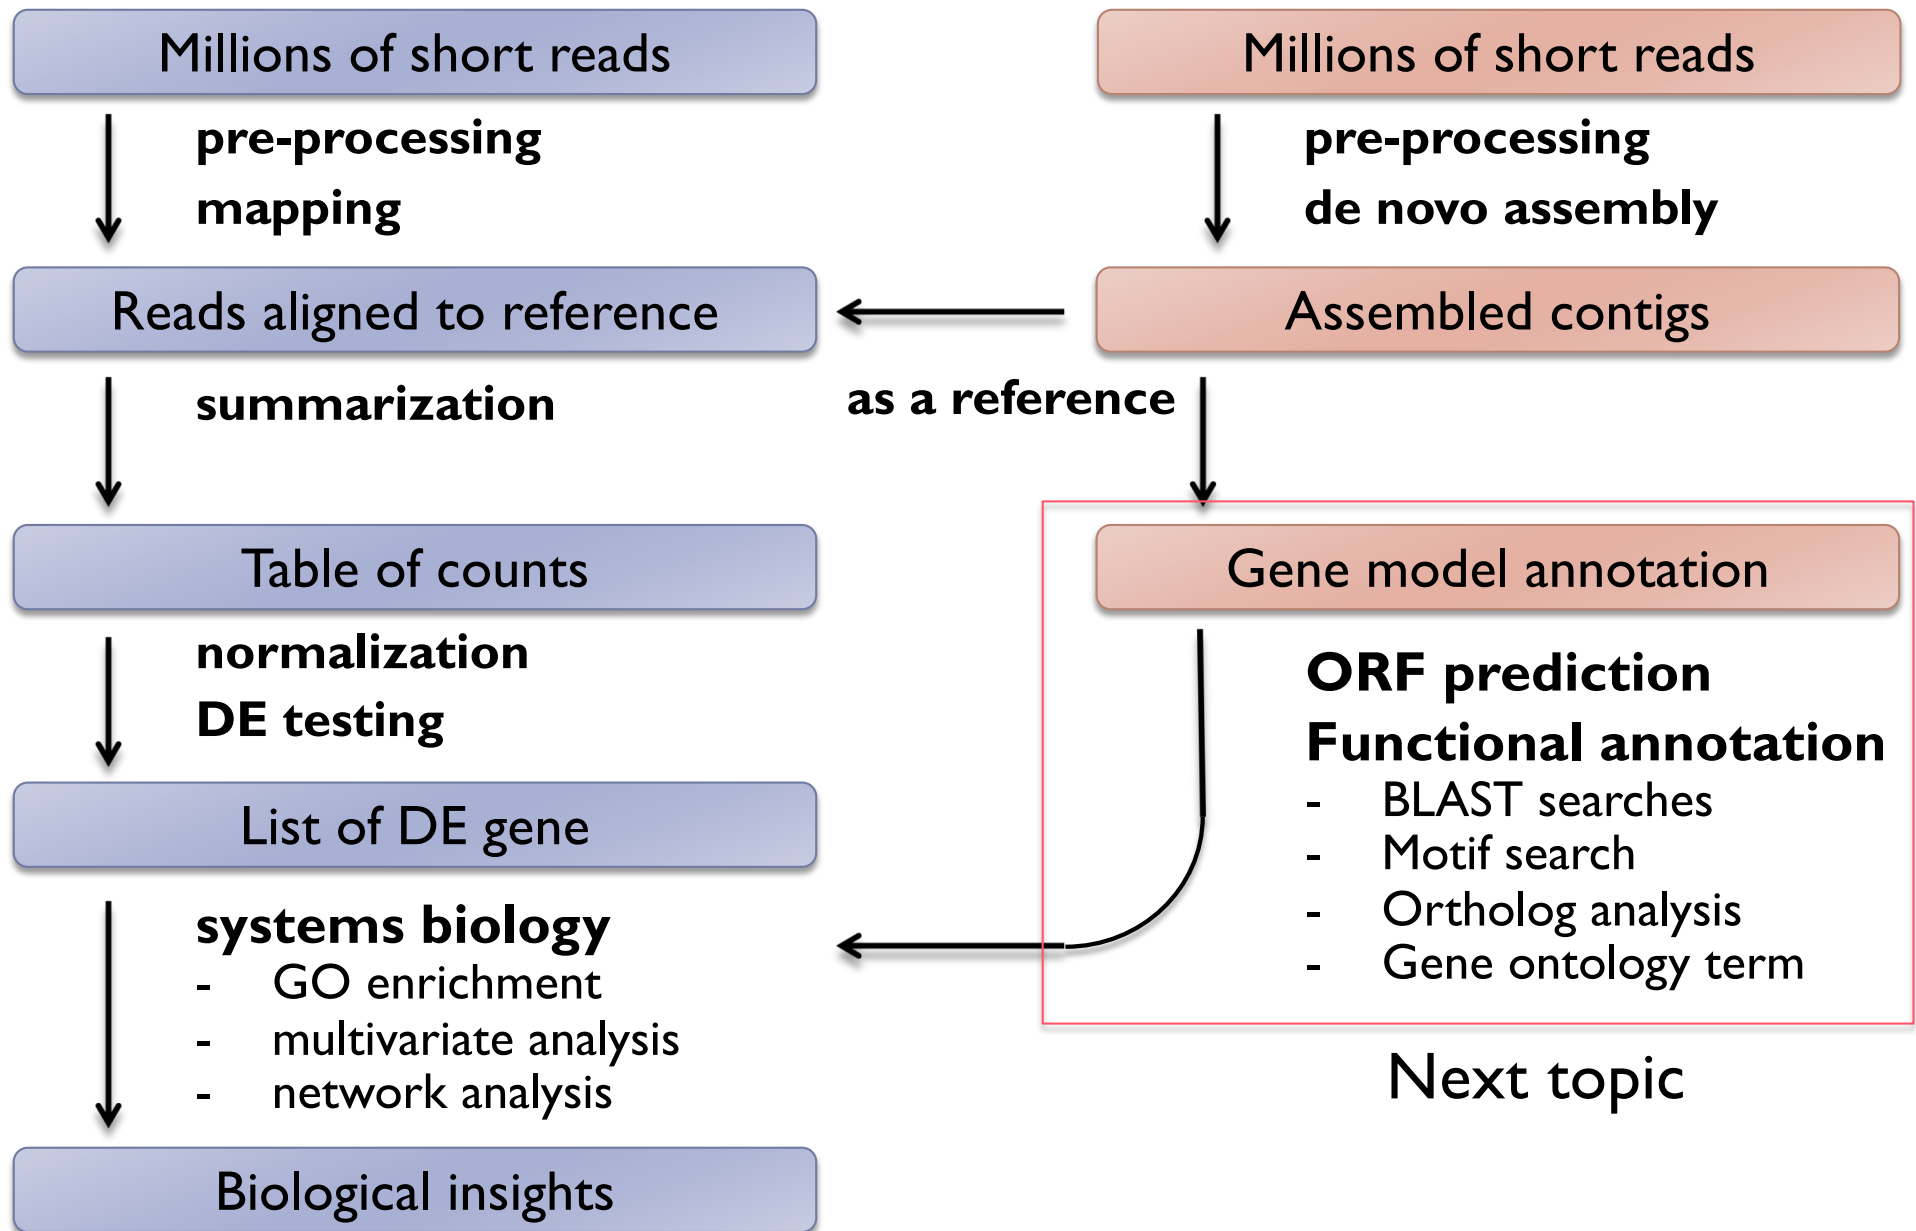 Millions of short reads
pre-processing
mapping
Reads aligned to reference
summarization
Table of counts
normalization
DE testing
List of DE gene
systems biology
- GO enrichment
- multivariate analysis
- network analysis
Biological insights
Millions of short reads
pre-processing
de novo assembly
Assembled contigs
as a reference
Gene model annotation
ORF prediction
Functional annotation
- BLAST searches
- Motif search
- Ortholog analysis
- Gene ontology term
Next topic